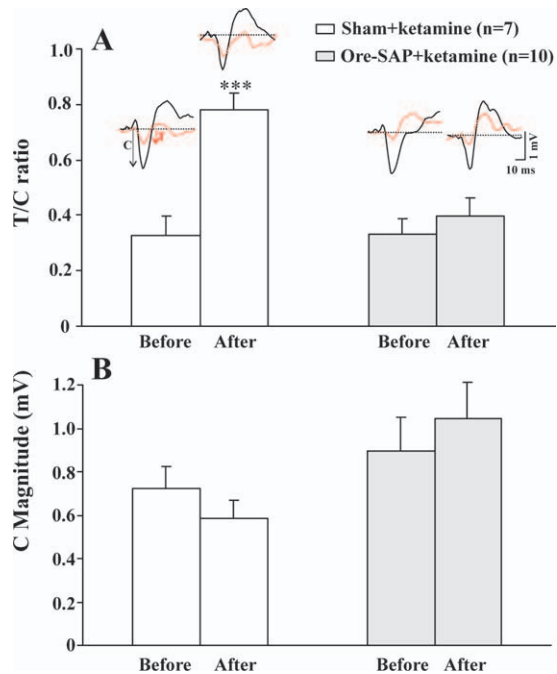 A
Sham+ketamine (n=7)
Ore-SAP+ketamine (n=10)
T/C ratio
1.0
0.8
0.6
0.4
0.2
0
***
C
T
1 mV
10 ms
Before After Before After
B
C Magnitude (mV)
1.2
1.0
0.8
0.6
0.4
0.2
0
Before After Before After